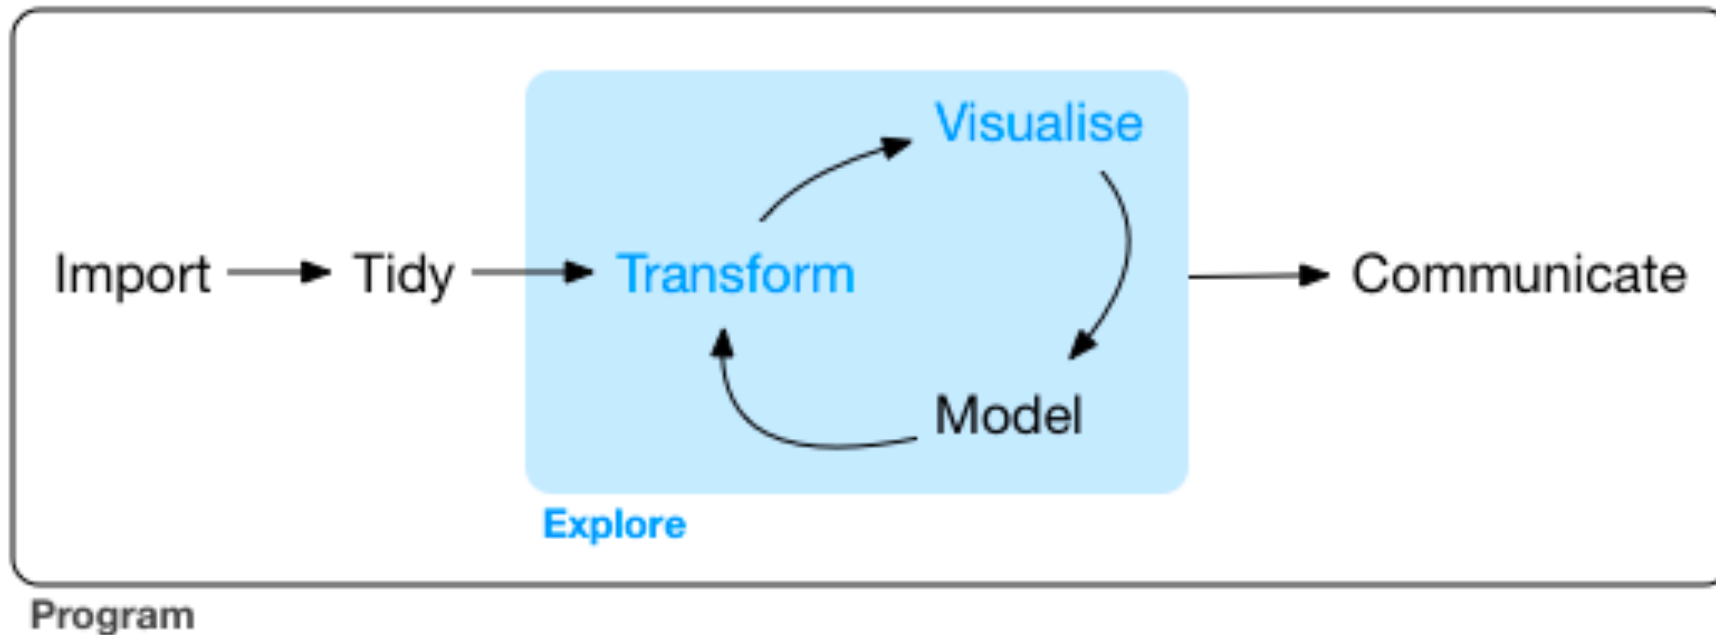 Visualise
Import Tidy Transform Communicate
Model
Explore
Program